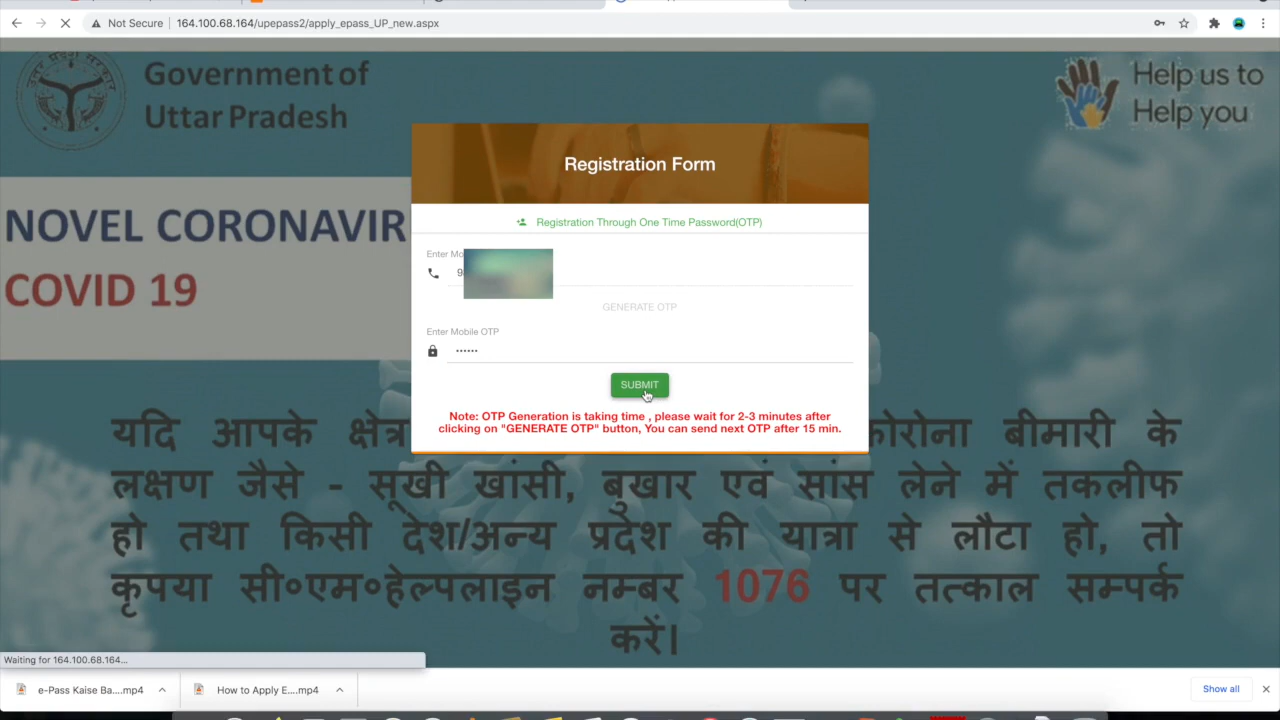 Not Secure
164.100.68.164/upepass2/apply_epass_UP_new.aspx
Government of
Uttar Pradesh
Help us to
Help you
Registration Form
Registration Through One Time Password(OTP)
NOVEL CORONAVIR
COVID 19
Enter Mo
9
GENERATE OTP
Enter Mobile OTP
••••••
SUBMIT
Note: OTP Generation is taking time , please wait for 2-3 minutes after
clicking on "GENERATE OTP" button, You can send next OTP after 15 min.
यदि आपके क्षेत्र कोरोना बीमारी के
लक्षण जैसे - सूखी खांसी, बुखार एवं सांस लेने में तकलीफ
हो तथा किसी देश/अन्य प्रदेश की यात्रा से लौटा हो, तो
कृपया सी०एम०हेल्पलाइन नम्बर 1076 पर तत्काल सम्पर्क
करें।
Waiting for 164.100.68.164...
e-Pass Kaise Ba....mp4
How to Apply E....mp4
Show all